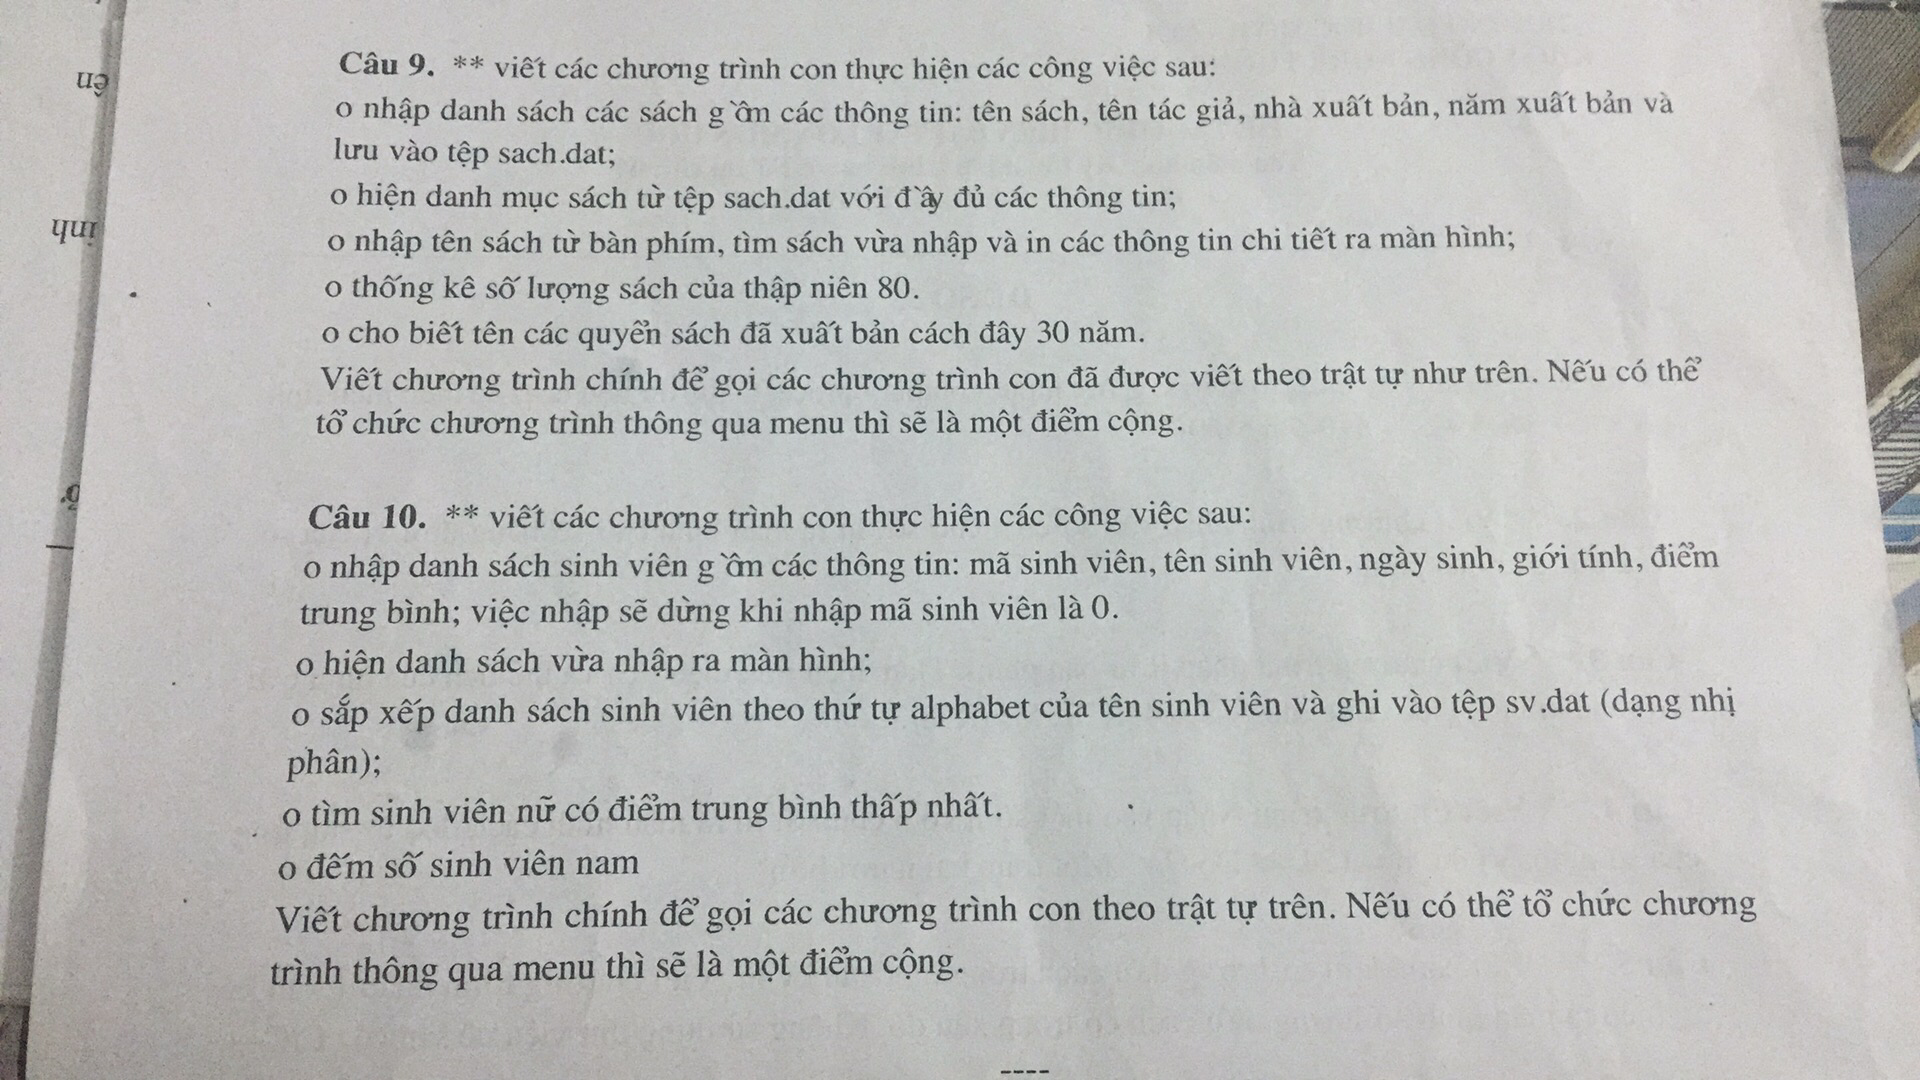 Câu 9. ** viết các chương trình con thực hiện các công việc sau:
o nhập danh sách các sách gồm các thông tin: tên sách, tên tác giả, nhà xuất bản, năm xuất bản và
lưu vào tệp sach.dat;
o hiện danh mục sách từ tệp sach.dat với đầy đủ các thông tin;
o nhập tên sách từ bàn phím, tìm sách vừa nhập và in các thông tin chi tiết ra màn hình;
o thống kê số lượng sách của thập niên 80.
o cho biết tên các quyển sách đã xuất bản cách đây 30 năm.
Viết chương trình chính để gọi các chương trình con đã được viết theo trật tự như trên. Nếu có thể
tổ chức chương trình thông qua menu thì sẽ là một điểm cộng.
Câu 10. ** viết các chương trình con thực hiện các công việc sau:
o nhập danh sách sinh viên gồm các thông tin: mã sinh viên, tên sinh viên, ngày sinh, giới tính, điểm
trung bình; việc nhập sẽ dừng khi nhập mã sinh viên là 0.
o hiện danh sách vừa nhập ra màn hình;
o sắp xếp danh sách sinh viên theo thứ tự alphabet của tên sinh viên và ghi vào tệp sv.dat (dạng nhị
phân);
o tìm sinh viên nữ có điểm trung bình thấp nhất.
o đếm số sinh viên nam
Viết chương trình chính để gọi các chương trình con theo trật tự trên. Nếu có thể tổ chức chương
trình thông qua menu thì sẽ là một điểm cộng.
----